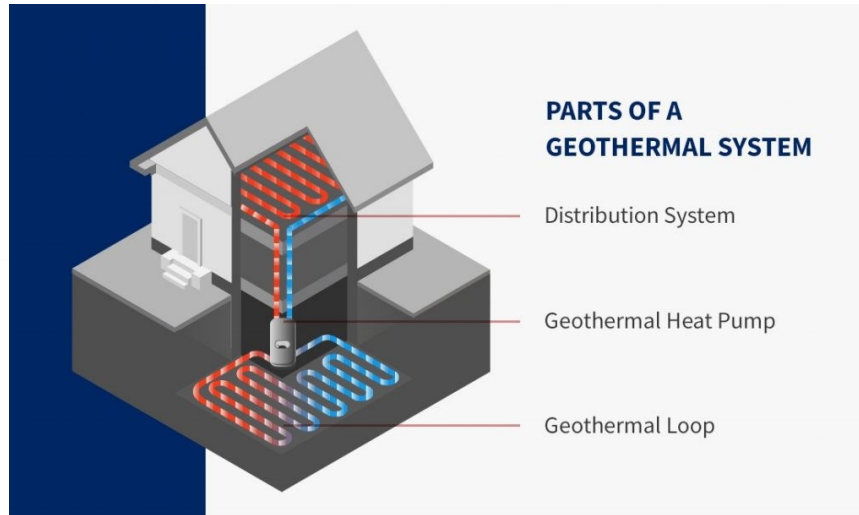 PARTS OF A
GEOTHERMAL SYSTEM
Distribution System
Geothermal Heat Pump
Geothermal Loop